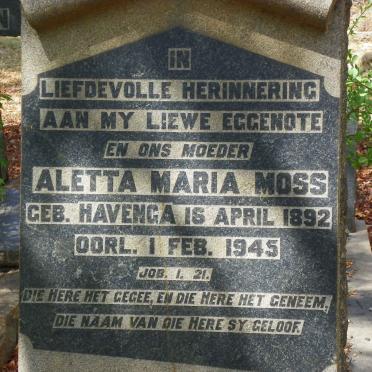 IN
LIEFDEVOLLE HERINNERING
AAN MY LIEWE EGGENOTE
EN ONS MOEDER
ALETTA MARIA MOSS
GEB. HAVENGA 16 APRIL 1892
OORL. 1 FEB. 1945
JOB. 1. 21.
DIE HERE HET GEGEE, EN DIE HERE HET GENEEM,
DIE NAAM VAN DIE HERE SY GELOOF.